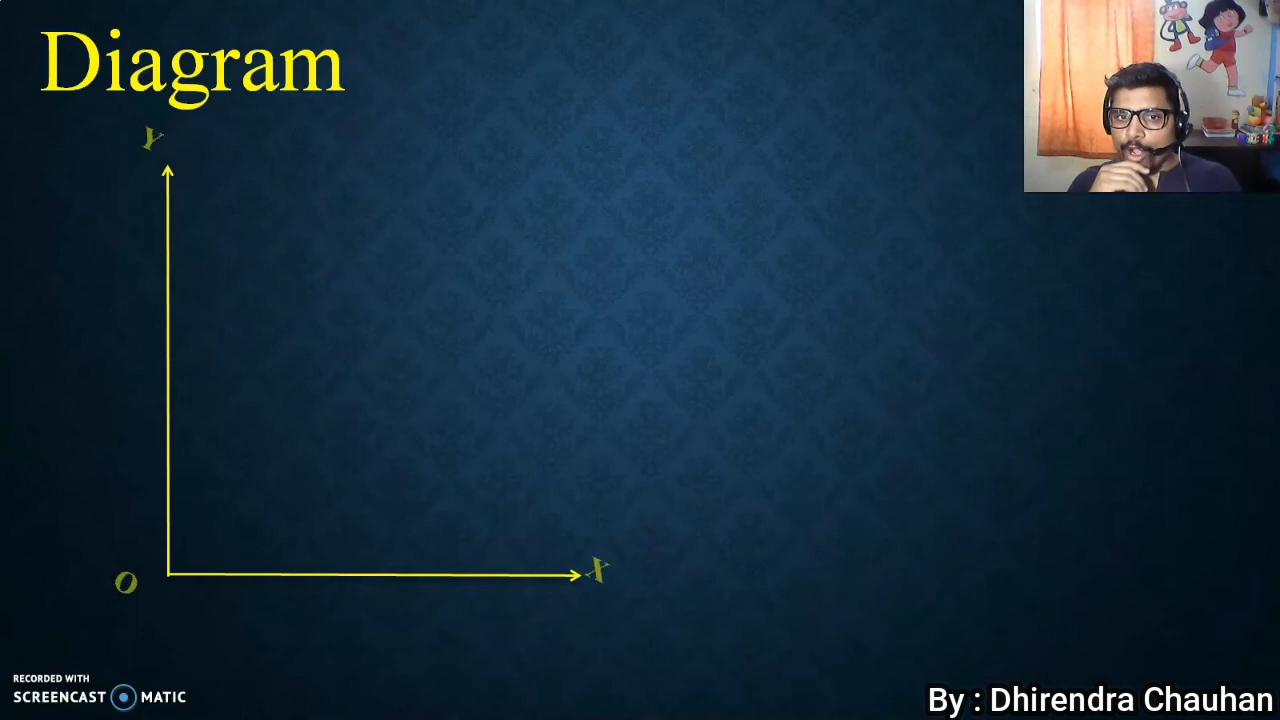 Diagram
Y
O
X
RECORDED WITH
SCREENCAST MATIC
By : Dhirendra Chauhan